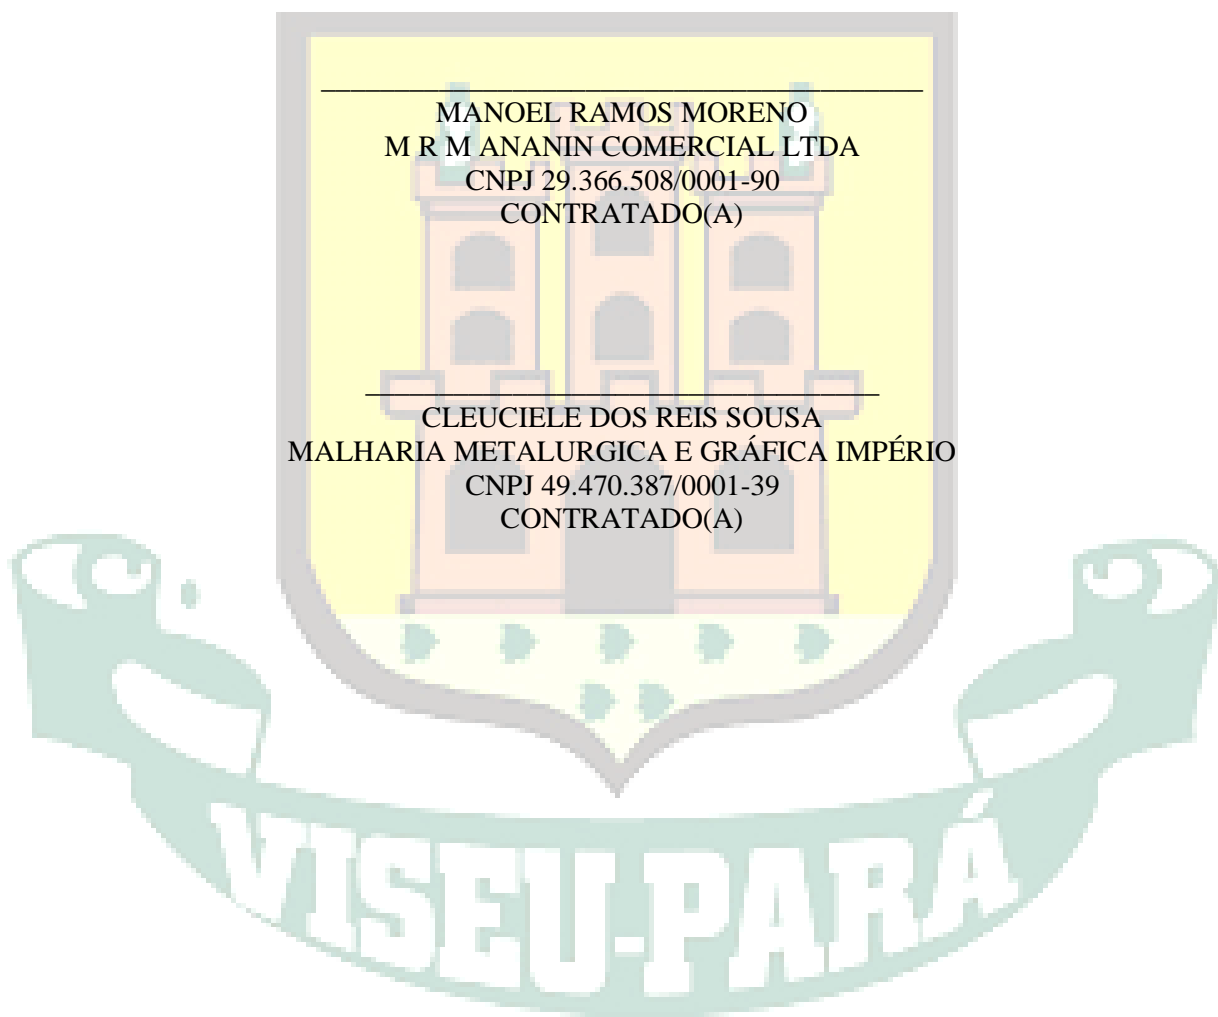 MANOEL RAMOS MORENO
M R M ANANIN COMERCIAL LTDA
CNPJ 29.366.508/0001-90
CONTRATADO(A)
CLEUCIELE DOS REIS SOUSA
MALHARIA METALURGICA E GRÁFICA IMPÉRIO
CNPJ 49.470.387/0001-39
CONTRATADO(A)
VISEU-PARÁ